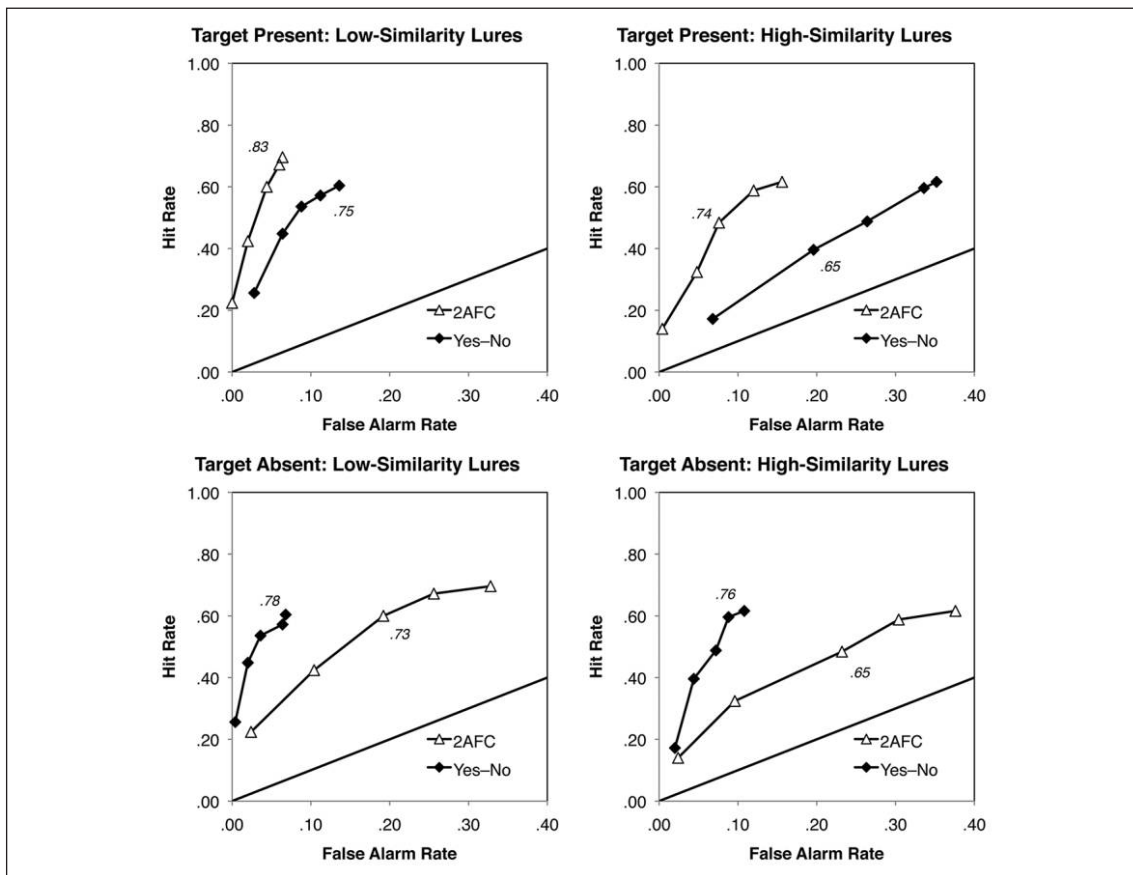 Target Present: Low-Similarity Lures
1.00
.80
.60
.40
.20
.00
Hit Rate
.83
.75
2AFC
Yes–No
.00 .10 .20 .30 .40
False Alarm Rate
Target Present: High-Similarity Lures
1.00
.80
.60
.40
.20
.00
Hit Rate
.74
.65
2AFC
Yes–No
.00 .10 .20 .30 .40
False Alarm Rate
Target Absent: Low-Similarity Lures
1.00
.80
.60
.40
.20
.00
Hit Rate
.78
.73
2AFC
Yes–No
.00 .10 .20 .30 .40
False Alarm Rate
Target Absent: High-Similarity Lures
1.00
.80
.60
.40
.20
.00
Hit Rate
.76
.65
2AFC
Yes–No
.00 .10 .20 .30 .40
False Alarm Rate